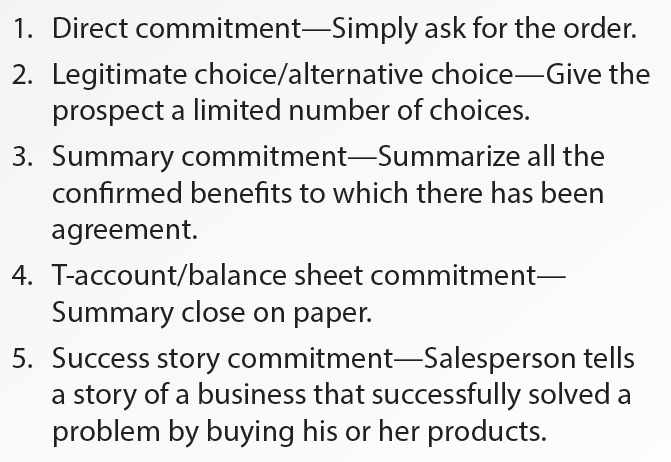 1. Direct commitment—Simply ask for the order.
2. Legitimate choice/alternative choice—Give the
prospect a limited number of choices.
3. Summary commitment—Summarize all the
confirmed benefits to which there has been
agreement.
4. T-account/balance sheet commitment—
Summary close on paper.
5. Success story commitment—Salesperson tells
a story of a business that successfully solved a
problem by buying his or her products.